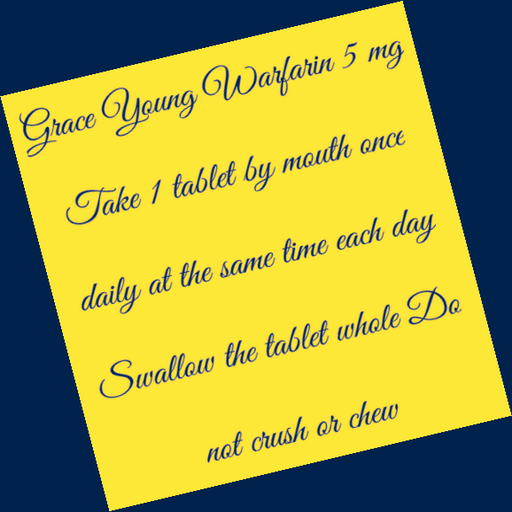 Grace Young Warfarin 5 mg
Take 1 tablet by mouth once
daily at the same time each day
Swallow the tablet whole Do
not crush or chew